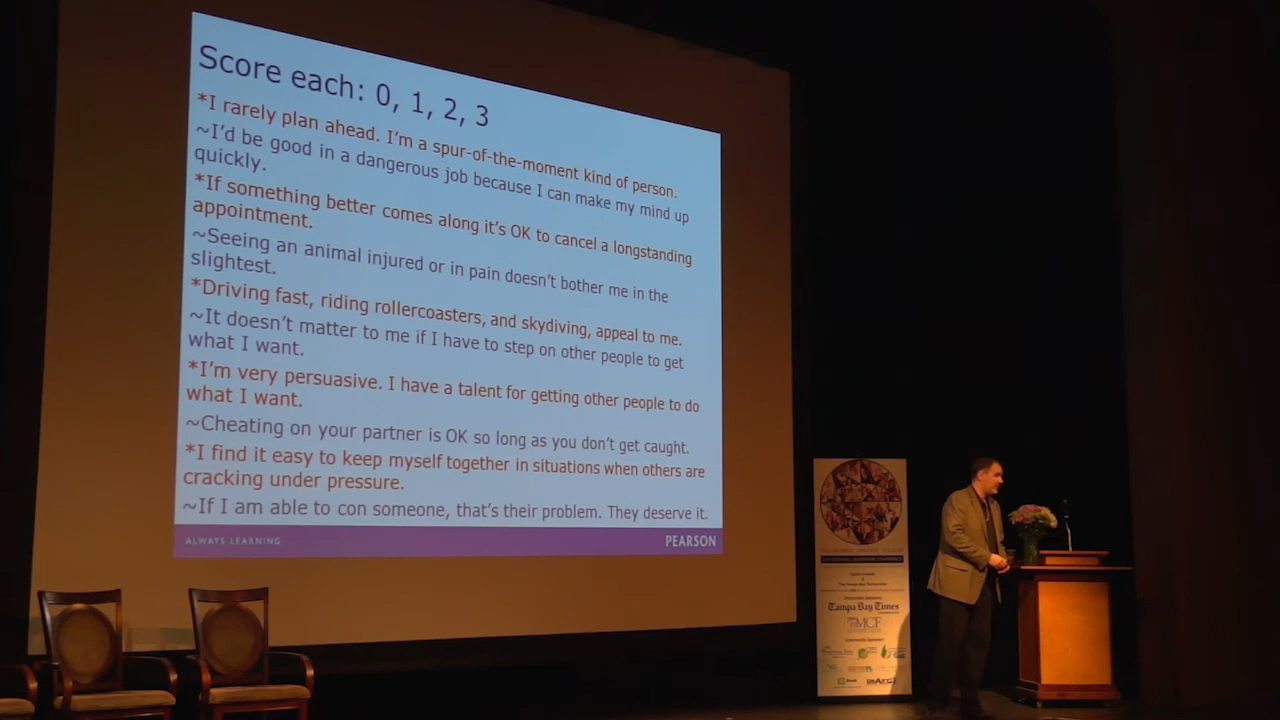 Score each: 0, 1, 2, 3
*I rarely plan ahead. I'm a spur-of-the-moment kind of person.
~I'd be good in a dangerous job because I can make my mind up
quickly.
*If something better comes along it's OK to cancel a longstanding
appointment.
~Seeing an animal injured or in pain doesn't bother me in the
slightest.
*Driving fast, riding rollercoasters, and skydiving, appeal to me.
~It doesn't matter to me if I have to step on other people to get
what I want.
*I'm very persuasive. I have a talent for getting other people to do
what I want.
~Cheating on your partner is OK so long as you don't get caught.
*I find it easy to keep myself together in situations when others are
cracking under pressure.
~If I am able to con someone, that's their problem. They deserve it.
ALWAYS LEARNING
PEARSON
Tampa Bay Times
MCF